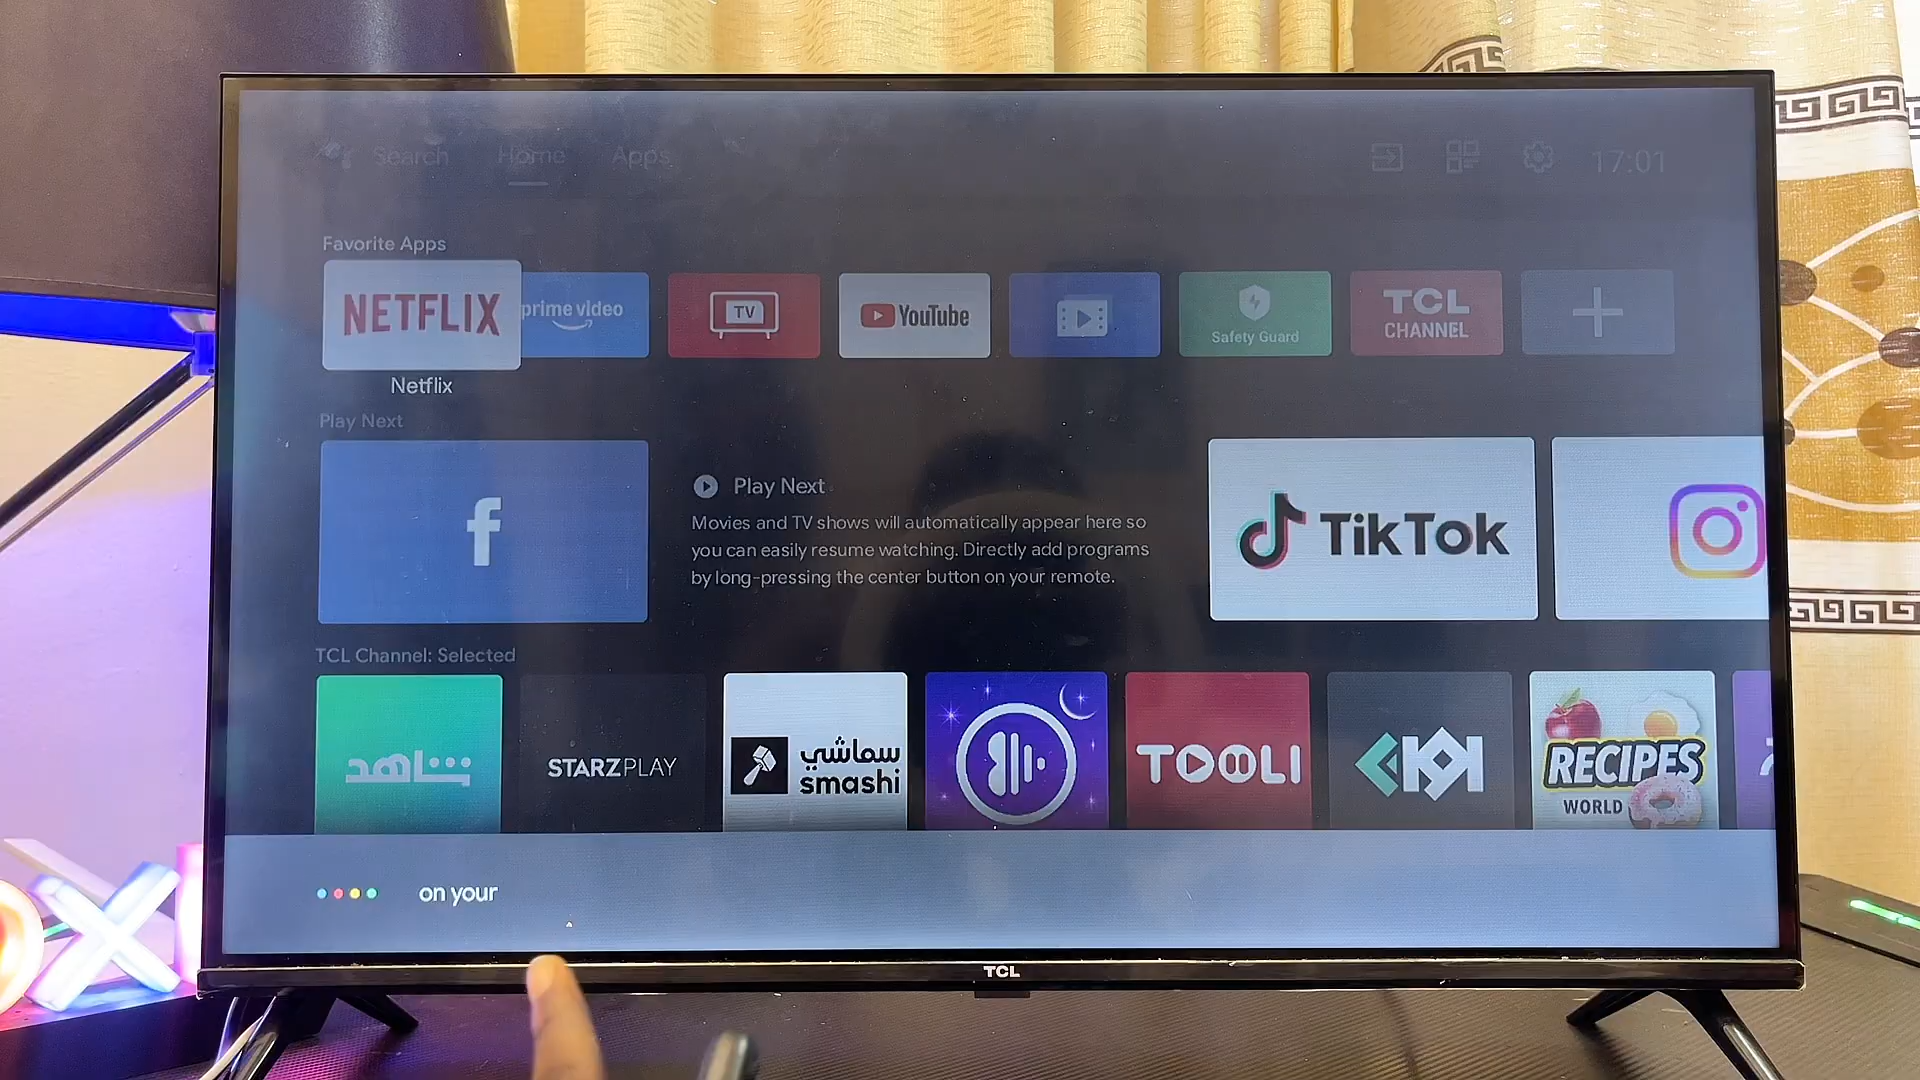 Search Home Apps 17:01
Favorite Apps
NETFLIX
prime video
TV
YouTube
Safety Guard
TCL
CHANNEL
Netflix
Play Next
f
Play Next
Movies and TV shows will automatically appear here so
you can easily resume watching. Directly add programs
by long-pressing the center button on your remote.
TikTok
TCL Channel: Selected
شاهد
STARZPLAY
سماشي
smashi
TOOLI
RECIPES
WORLD
on your
TCL